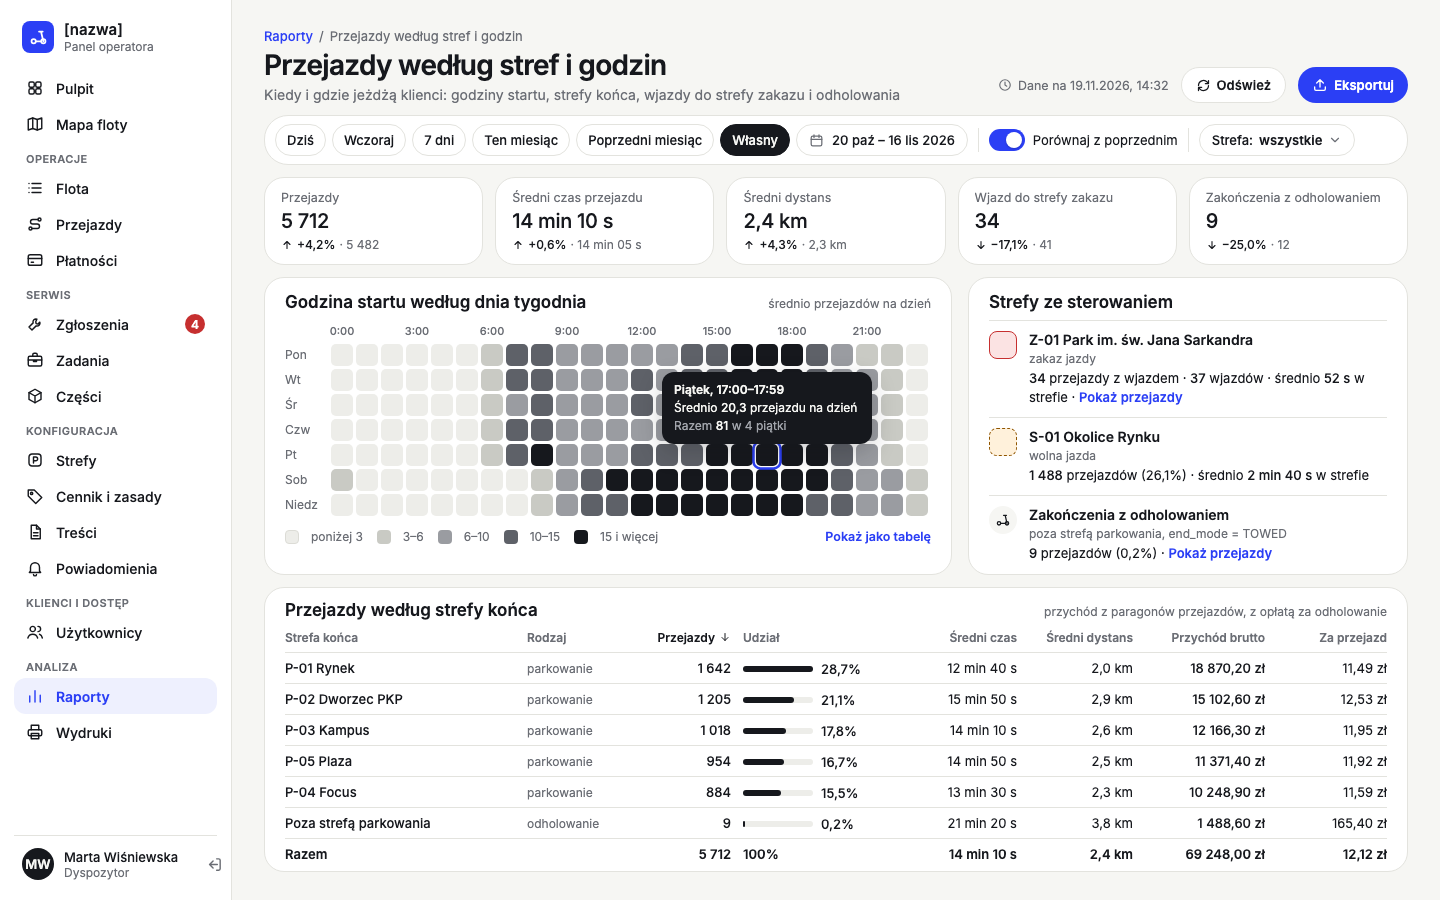 [nazwa]
Panel operatora
Pulpit
Mapa floty
OPERACJE
Flota
Przejazdy
Płatności
SERWIS
Zgłoszenia 4
Zadania
Części
KONFIGURACJA
Strefy
Cennik i zasady
Treści
Powiadomienia
KLIENCI I DOSTĘP
Użytkownicy
ANALIZA
Raporty
Wydruki
MW Marta Wiśniewska
Dyspozytor
Raporty / Przejazdy według stref i godzin
Przejazdy według stref i godzin
Kiedy i gdzie jeżdżą klienci: godziny startu, strefy końca, wjazdy do strefy zakazu i odholowania
Dane na 19.11.2026, 14:32 Odśwież Eksportuj
Dziś Wczoraj 7 dni Ten miesiąc Poprzedni miesiąc Własny 20 paź – 16 lis 2026 Porównaj z poprzednim Strefa: wszystkie
Przejazdy
5 712
↑ +4,2% · 5 482
Średni czas przejazdu
14 min 10 s
↑ +0,6% · 14 min 05 s
Średni dystans
2,4 km
↑ +4,3% · 2,3 km
Wjazd do strefy zakazu
34
↓ −17,1% · 41
Zakończenia z odholowaniem
9
↓ −25,0% · 12
Godzina startu według dnia tygodnia średnio przejazdów na dzień
0:00 3:00 6:00 9:00 12:00 15:00 18:00 21:00
Pon
Wt
Śr
Czw
Pt
Sob
Niedz
Piątek, 17:00–17:59
Średnio 20,3 przejazdu na dzień
Razem 81 w 4 piątki
poniżej 3 3–6 6–10 10–15 15 i więcej Pokaż jako tabelę
Strefy ze sterowaniem
Z-01 Park im. św. Jana Sarkandra
zakaz jazdy
34 przejazdy z wjazdem · 37 wjazdów · średnio 52 s w
strefie · Pokaż przejazdy
S-01 Okolice Rynku
wolna jazda
1 488 przejazdów (26,1%) · średnio 2 min 40 s w strefie
Zakończenia z odholowaniem
poza strefą parkowania, end_mode = TOWED
9 przejazdów (0,2%) · Pokaż przejazdy
Przejazdy według strefy końca przychód z paragonów przejazdów, z opłatą za odholowanie
Strefa końca Rodzaj Przejazdy ↓ Udział Średni czas Średni dystans Przychód brutto Za przejazd
P-01 Rynek parkowanie 1 642 28,7% 12 min 40 s 2,0 km 18 870,20 zł 11,49 zł
P-02 Dworzec PKP parkowanie 1 205 21,1% 15 min 50 s 2,9 km 15 102,60 zł 12,53 zł
P-03 Kampus parkowanie 1 018 17,8% 14 min 10 s 2,6 km 12 166,30 zł 11,95 zł
P-05 Plaza parkowanie 954 16,7% 14 min 50 s 2,5 km 11 371,40 zł 11,92 zł
P-04 Focus parkowanie 884 15,5% 13 min 30 s 2,3 km 10 248,90 zł 11,59 zł
Poza strefą parkowania odholowanie 9 0,2% 21 min 20 s 3,8 km 1 488,60 zł 165,40 zł
Razem 5 712 100% 14 min 10 s 2,4 km 69 248,00 zł 12,12 zł